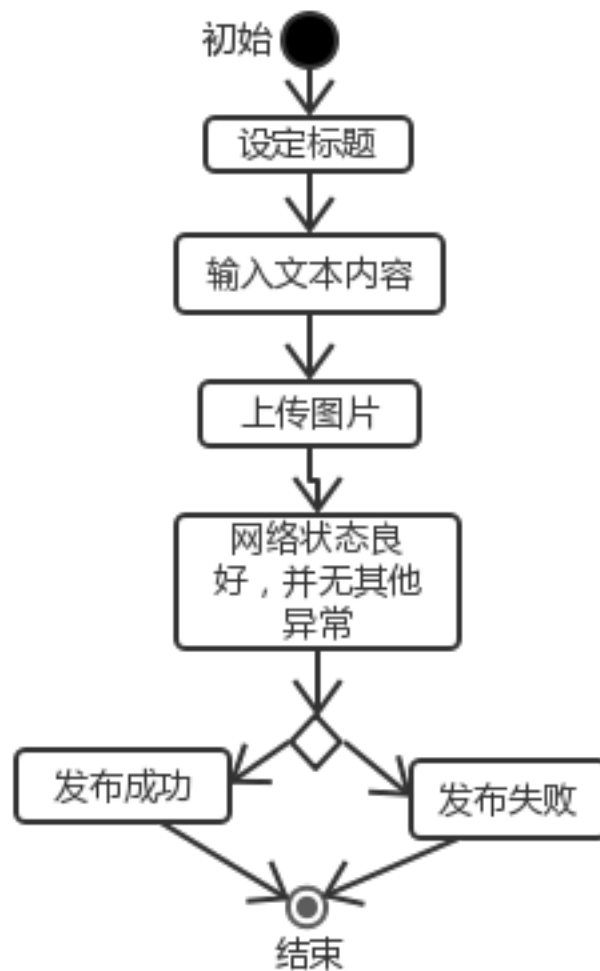 初始
设定标题
输入文本内容
上传图片
网络状态良
好，并无其他
异常
发布成功
发布失败
结束